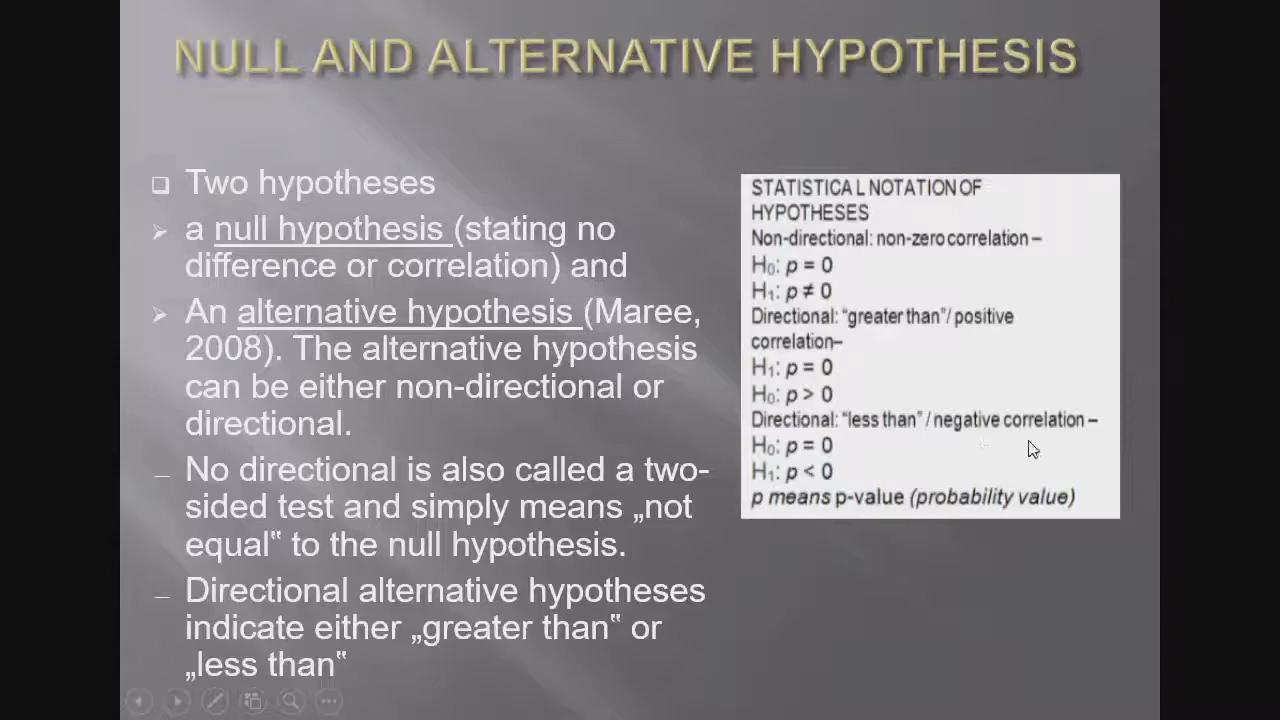 NULL AND ALTERNATIVE HYPOTHESIS
❑ Two hypotheses
➢ a null hypothesis (stating no
difference or correlation) and
➢ An alternative hypothesis (Maree,
2008). The alternative hypothesis
can be either non-directional or
directional.
– No directional is also called a two-
sided test and simply means „not
equal‟ to the null hypothesis.
– Directional alternative hypotheses
indicate either „greater than‟ or
„less than‟
STATISTICAL NOTATION OF
HYPOTHESES
Non-directional: non-zero correlation –
H₀: p = 0
H₁: p ≠ 0
Directional: “greater than”/ positive
correlation–
H₁: p = 0
H₀: p > 0
Directional: “less than” / negative correlation –
H₀: p = 0
H₁: p < 0
p means p-value (probability value)